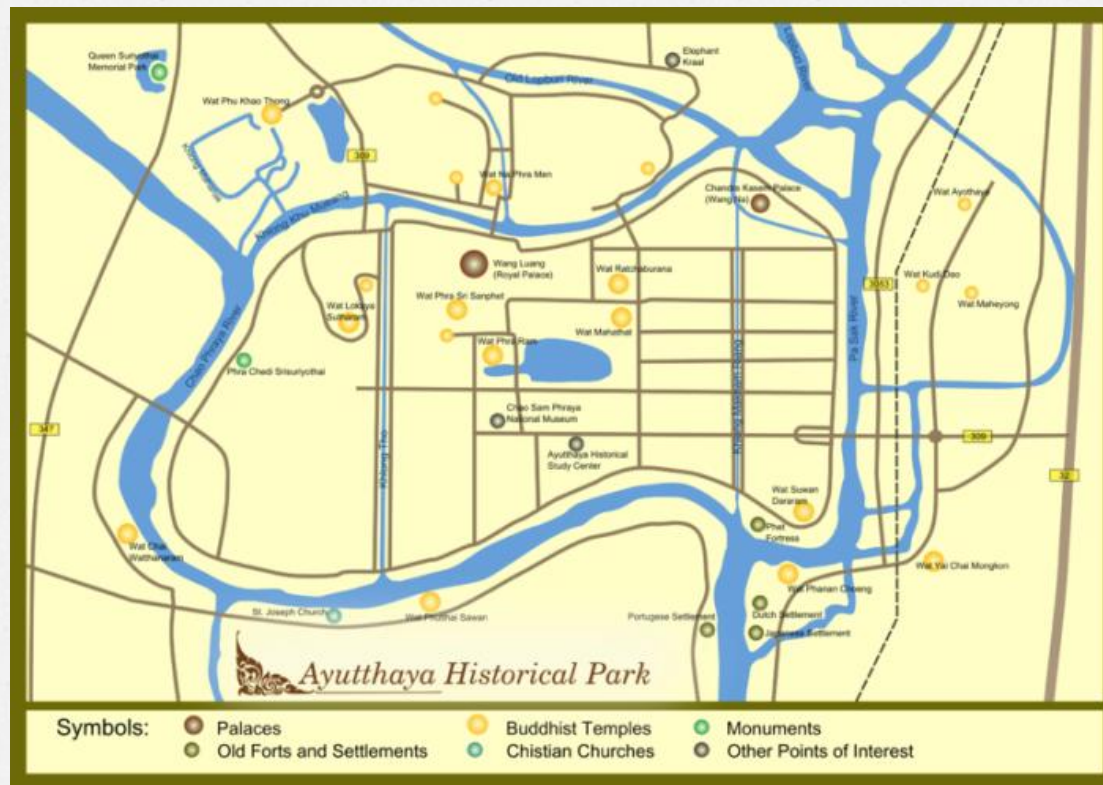 Queen Suriyothai
Memorial Park
Elophant
Kraal
Lopburi River
Old Lopburi River
Wat Phu Khao Thong
309
Wat Na Phra Men
Khlong Khu Mueang
Chandra Kasem Palace
(Wang Na)
Wat Ayothaya
Wang Luang
(Royal Palace)
Wat Ratchaburana
3053
Wat Kudi Dao
Wat Maheyong
Wat Phra Sri Sanphet
Wat Lokaya
Sutharam
Wat Mahathat
Pa Sak River
Chao Phraya River
Wat Phra Ram
Phra Chedi Srisuriyothai
Chao Sam Phraya
National Museum
347
309
32
Ayutthaya Historical
Study Center
Khlong Tho
Wat Suwan
Dararam
Phet
Fortress
Wat Chai
Watthanaram
Wat Yai Chai Mongkon
Wat Phanan Choeng
St. Joseph Church
Wat Phutthai Sawan
Portugese Settlement
Dutch Settlement
Japanese Settlement
Ayutthaya Historical Park
Symbols:
Palaces
Buddhist Temples
Monuments
Old Forts and Settlements
Chistian Churches
Other Points of Interest